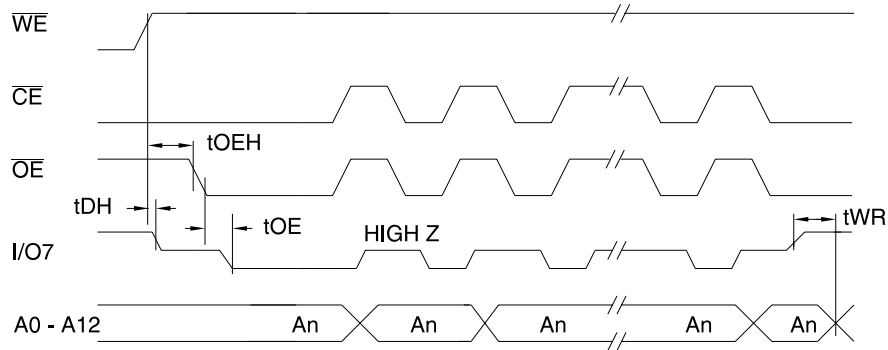 WE
CE
tOEH
OE
tDH
tOE
HIGH Z
tWR
I/O7
A0 - A12 An An An An An